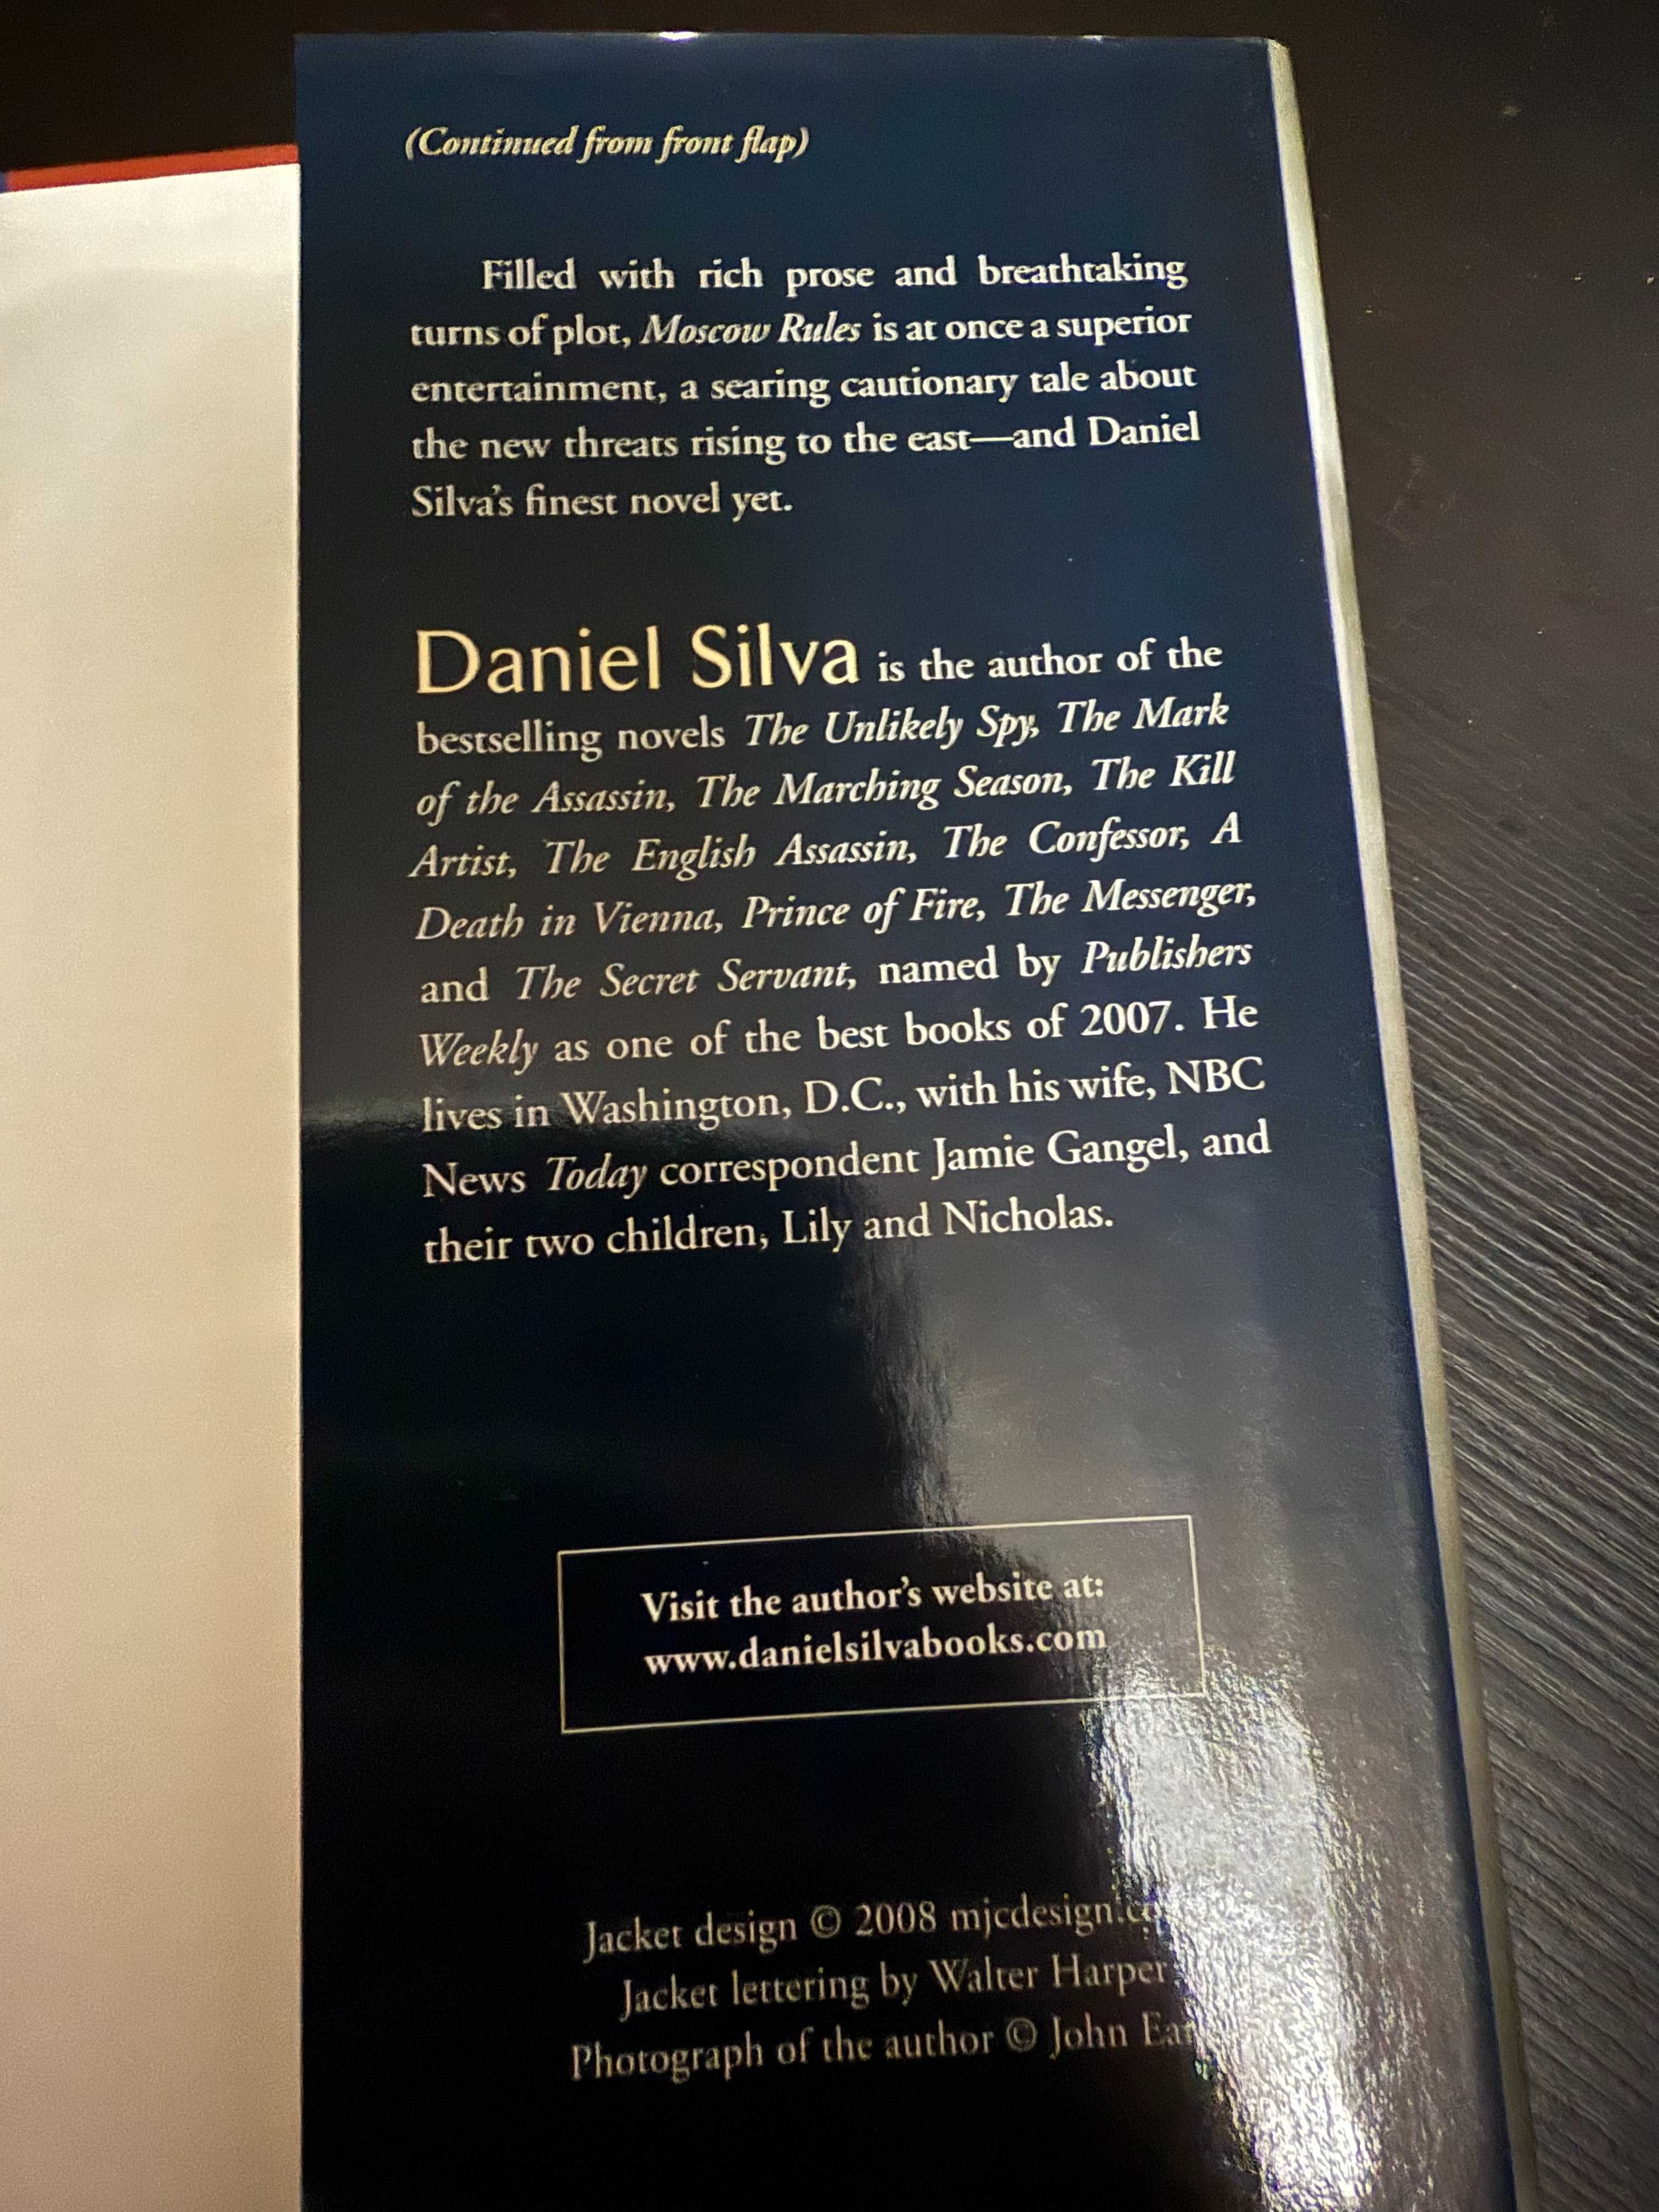 (Continued from front flap)
Filled with rich prose and breathtaking
turns of plot, Moscow Rules is at once a superior
entertainment, a searing cautionary tale about
the new threats rising to the east—and Daniel
Silva's finest novel yet.
Daniel Silva is the author of the
bestselling novels The Unlikely Spy, The Mark
of the Assassin, The Marching Season, The Kill
Artist, The English Assassin, The Confessor, A
Death in Vienna, Prince of Fire, The Messenger,
and The Secret Servant, named by Publishers
Weekly as one of the best books of 2007. He
lives in Washington, D.C., with his wife, NBC
News Today correspondent Jamie Gangel, and
their two children, Lily and Nicholas.
Visit the author's website at:
www.danielsilvabooks.com
Jacket design © 2008
Jacket lettering by Walter Harper
Photograph of the author © John